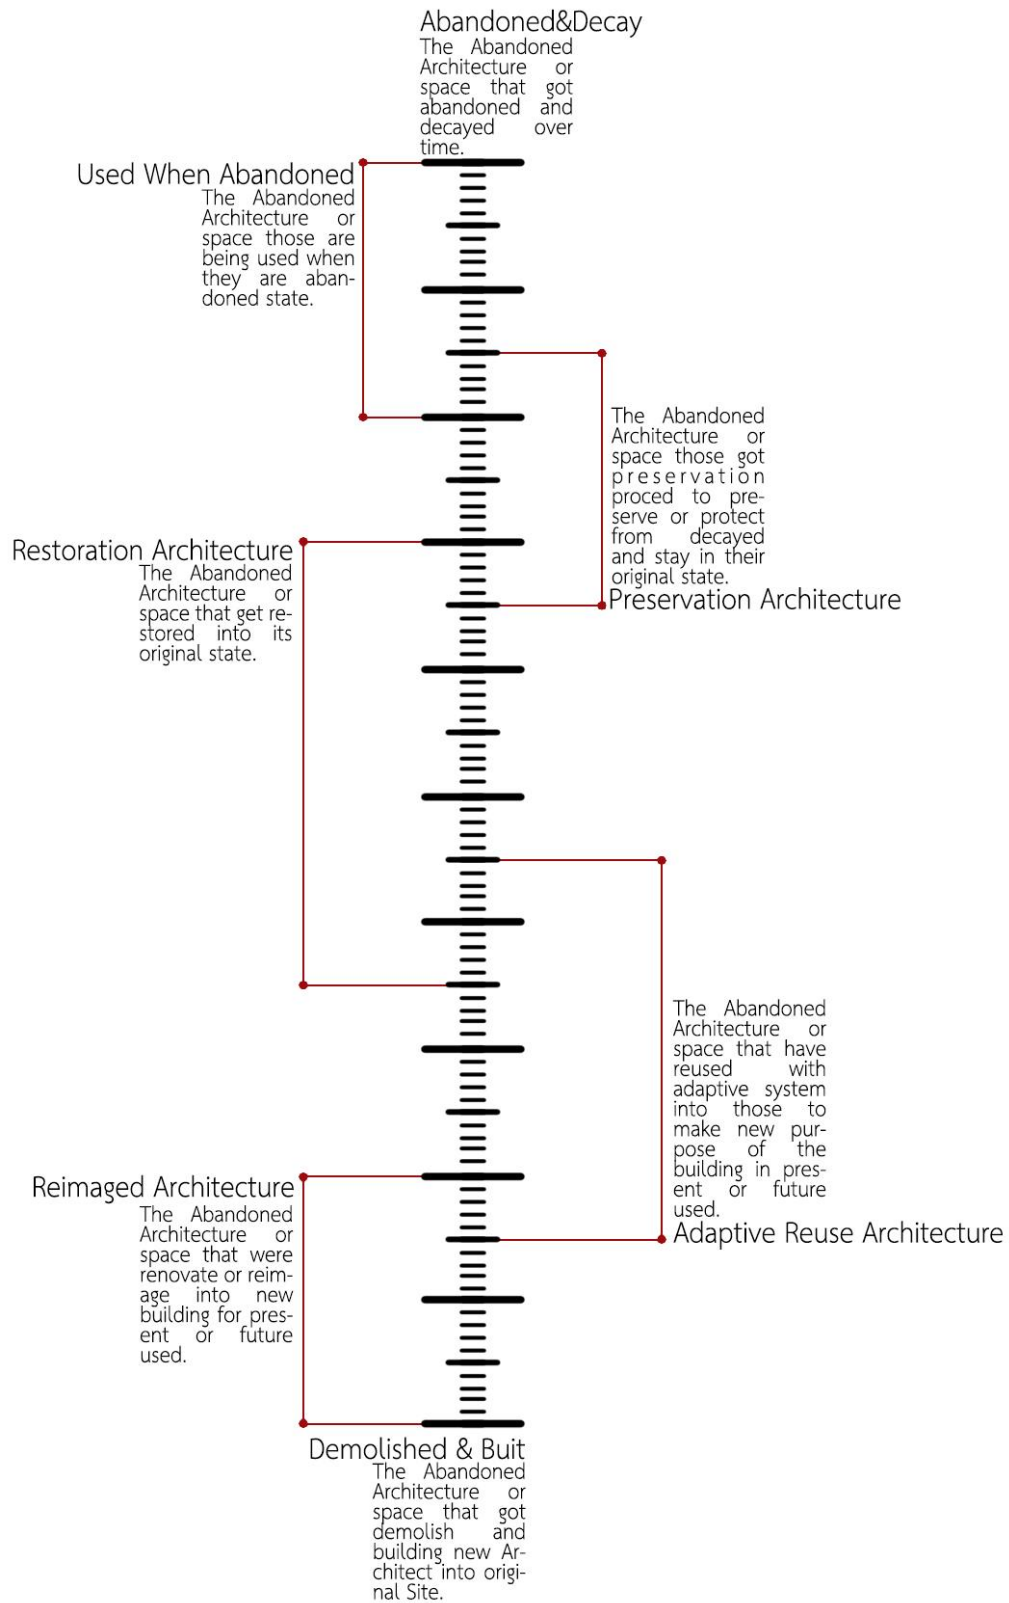 Abandoned&Decay
The Abandoned
Architecture or
space that got
abandoned and
decayed over
time.
Used When Abandoned
The Abandoned
Architecture or
space those are
being used when
they are aban-
doned state.
The Abandoned
Architecture or
space those got
preservation
proced to pre-
serve or protect
from decayed
and stay in their
original state.
Preservation Architecture
Restoration Architecture
The Abandoned
Architecture or
space that get re-
stored into its
original state.
The Abandoned
Architecture or
space that have
reused with
adaptive system
into those to
make new pur-
pose of the
building in pres-
ent or future
used.
Adaptive Reuse Architecture
Reimaged Architecture
The Abandoned
Architecture or
space that were
renovate or reim-
age into new
building for pres-
ent or future
used.
Demolished & Buit
The Abandoned
Architecture or
space that got
demolish and
building new Ar-
chitect into origi-
nal Site.